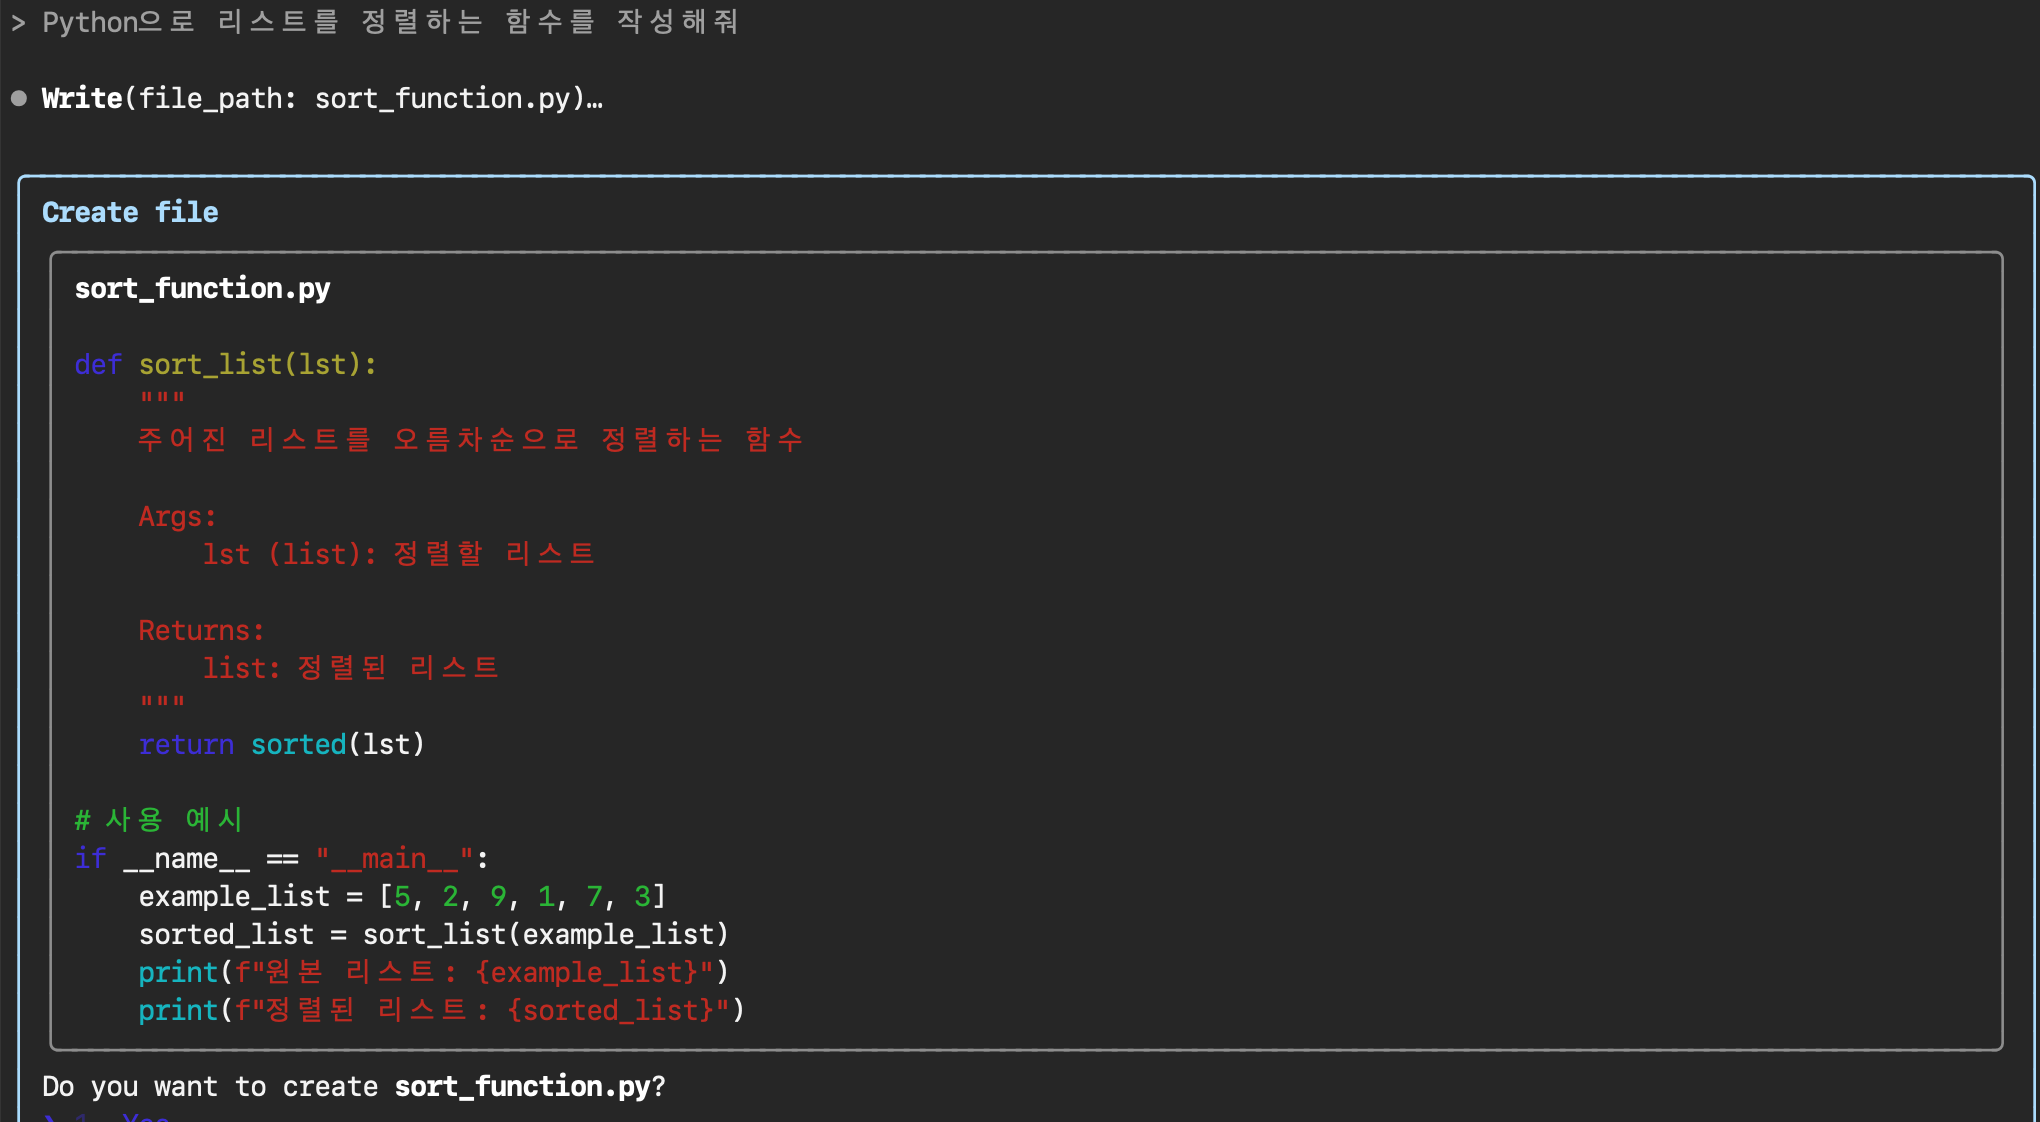 > Python으로 리스트를 정렬하는 함수를 작성해줘
● Write(file_path: sort_function.py)…
Create file
sort_function.py
def sort_list(lst):
    """
    주어진 리스트를 오름차순으로 정렬하는 함수
    Args:
        lst (list): 정렬할 리스트
    Returns:
        list: 정렬된 리스트
    """
    return sorted(lst)
# 사용 예시
if __name__ == "__main__":
    example_list = [5, 2, 9, 1, 7, 3]
    sorted_list = sort_list(example_list)
    print(f"원본 리스트: {example_list}")
    print(f"정렬된 리스트: {sorted_list}")
Do you want to create sort_function.py?
❯ 1. Yes